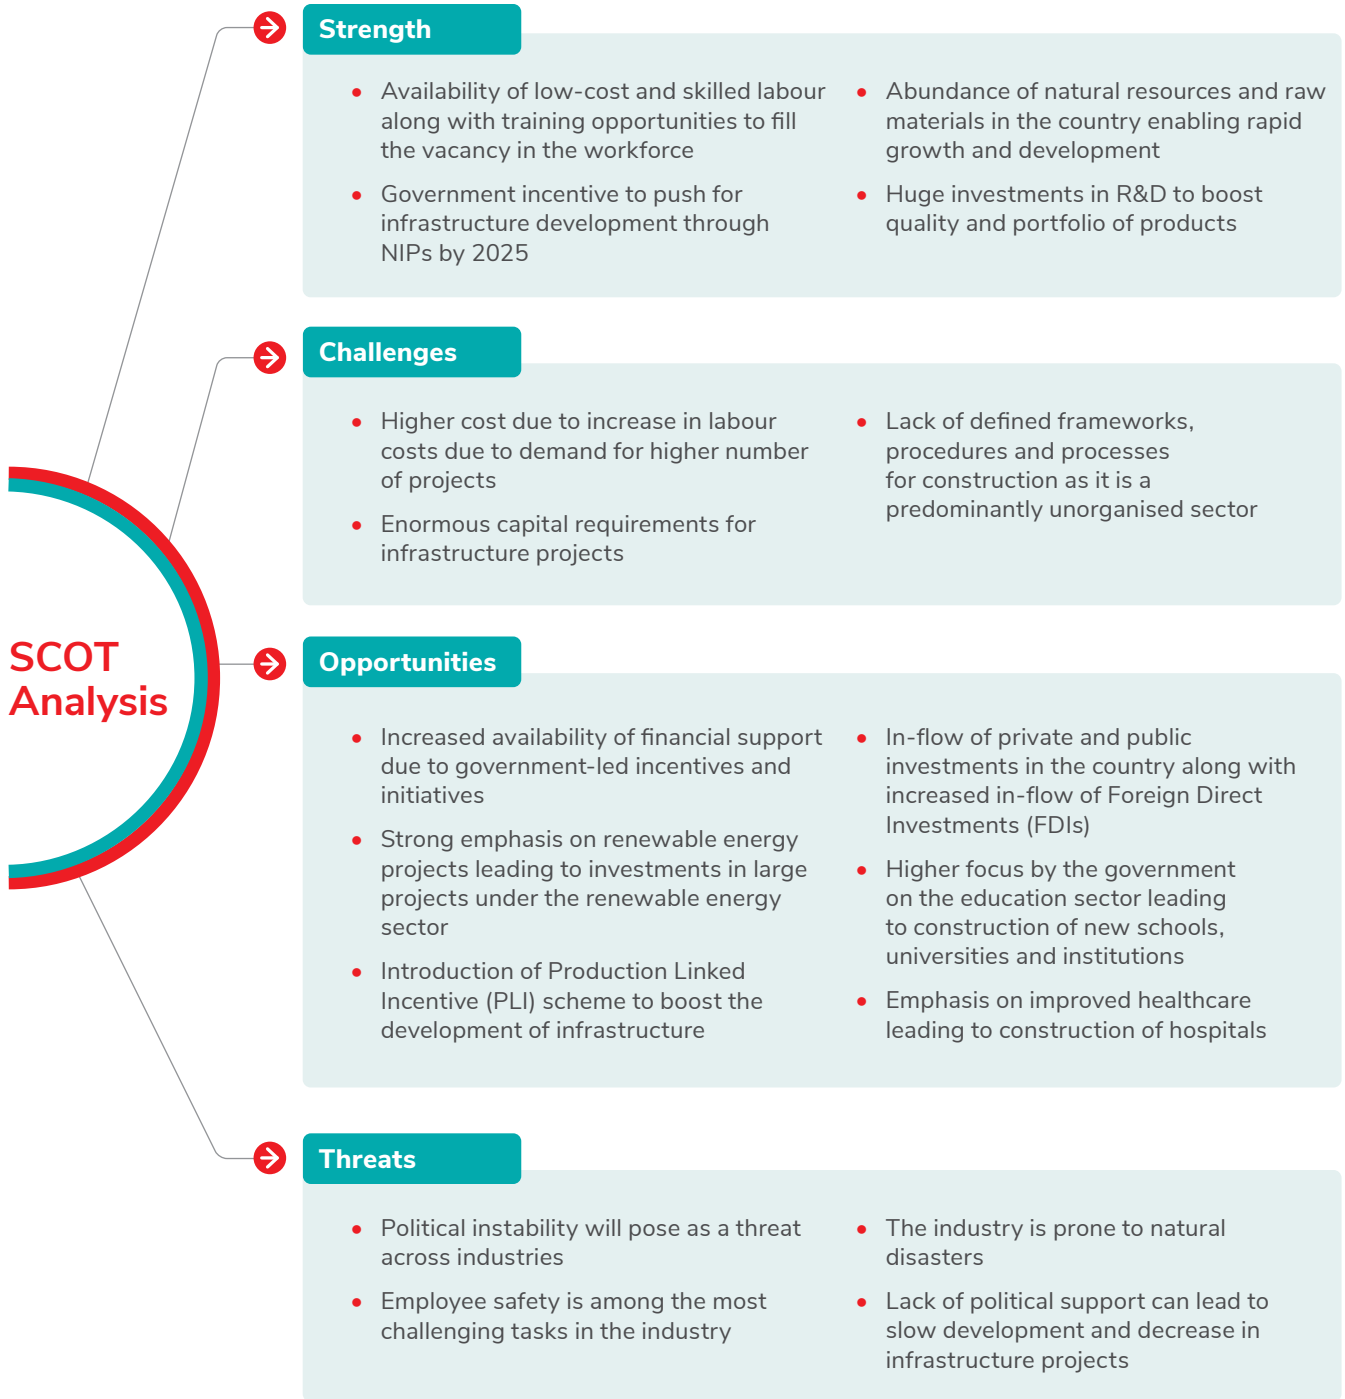 Strength
Availability of low-cost and skilled labour
along with training opportunities to fill
the vacancy in the workforce
Government incentive to push for
infrastructure development through
NIPs by 2025
Abundance of natural resources and raw
materials in the country enabling rapid
growth and development
Huge investments in R&D to boost
quality and portfolio of products
Challenges
Higher cost due to increase in labour
costs due to demand for higher number
of projects
Enormous capital requirements for
infrastructure projects
Lack of defined frameworks,
procedures and processes
for construction as it is a
predominantly unorganised sector
SCOT
Analysis
Opportunities
Increased availability of financial support
due to government-led incentives and
initiatives
Strong emphasis on renewable energy
projects leading to investments in large
projects under the renewable energy
sector
Introduction of Production Linked
Incentive (PLI) scheme to boost the
development of infrastructure
In-flow of private and public
investments in the country along with
increased in-flow of Foreign Direct
Investments (FDIs)
Higher focus by the government
on the education sector leading
to construction of new schools,
universities and institutions
Emphasis on improved healthcare
leading to construction of hospitals
Threats
Political instability will pose as a threat
across industries
Employee safety is among the most
challenging tasks in the industry
The industry is prone to natural
disasters
Lack of political support can lead to
slow development and decrease in
infrastructure projects